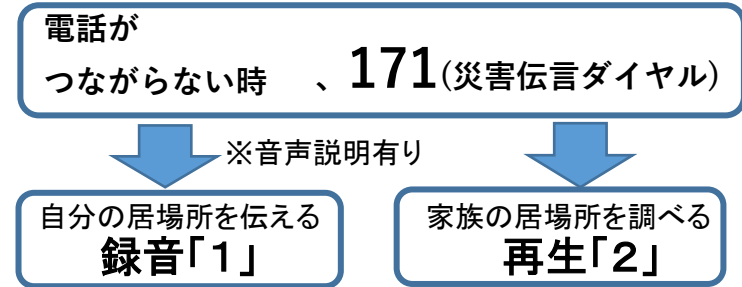 電話が
つながらない時　、171(災害伝言ダイヤル)
※音声説明有り
自分の居場所を伝える
録音「1」
家族の居場所を調べる
再生「2」